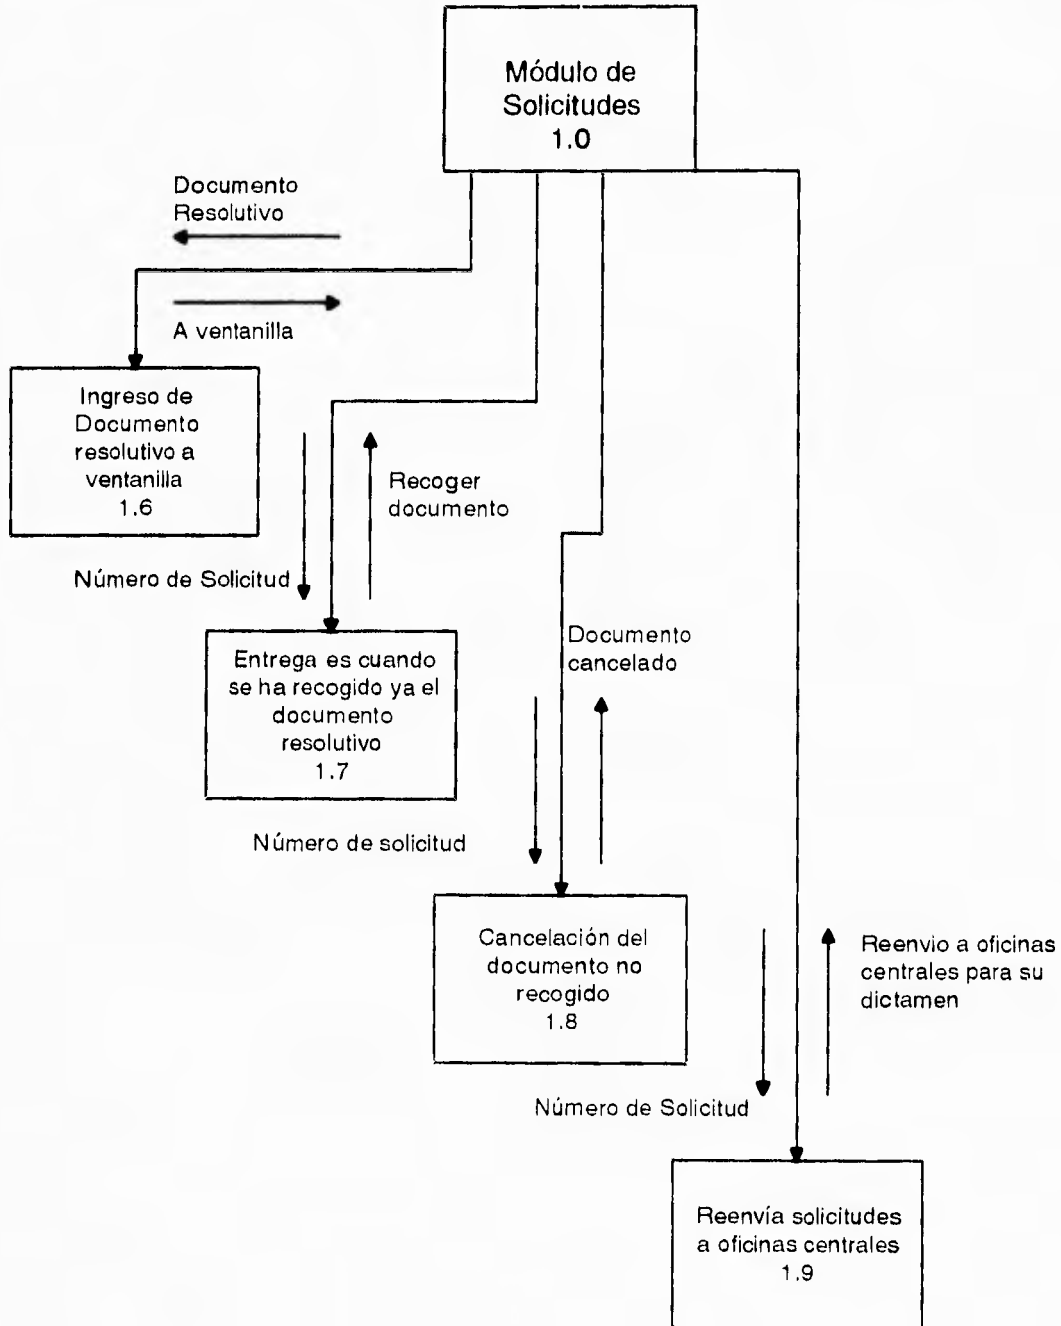 Módulo de
Solicitudes
1.0
Documento
Resolutivo
A ventanilla
Ingreso de
Documento
resolutivo a
ventanilla
1.6
Recoger
documento
Número de Solicitud
Entrega es cuando
se ha recogido ya el
documento
resolutivo
1.7
Documento
cancelado
Número de solicitud
Cancelación del
documento no
recogido
1.8
Reenvio a oficinas
centrales para su
dictamen
Número de Solicitud
Reenvía solicitudes
a oficinas centrales
1.9